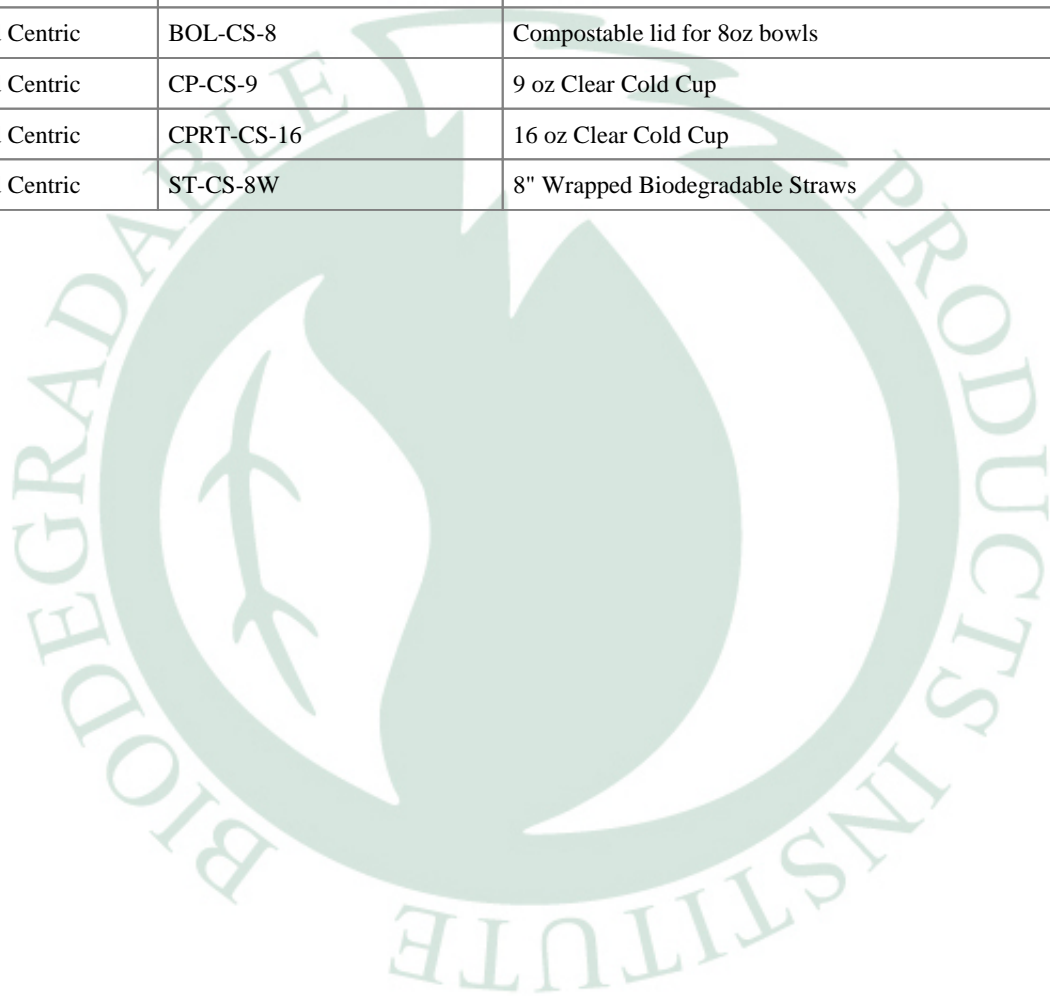 Centric BOL-CS-8 Compostable lid for 8oz bowls
Centric CP-CS-9 9 oz Clear Cold Cup
Centric CPRT-CS-16 16 oz Clear Cold Cup
Centric ST-CS-8W 8" Wrapped Biodegradable Straws
BIODEGRADABLE PRODUCTS INSTITUTE